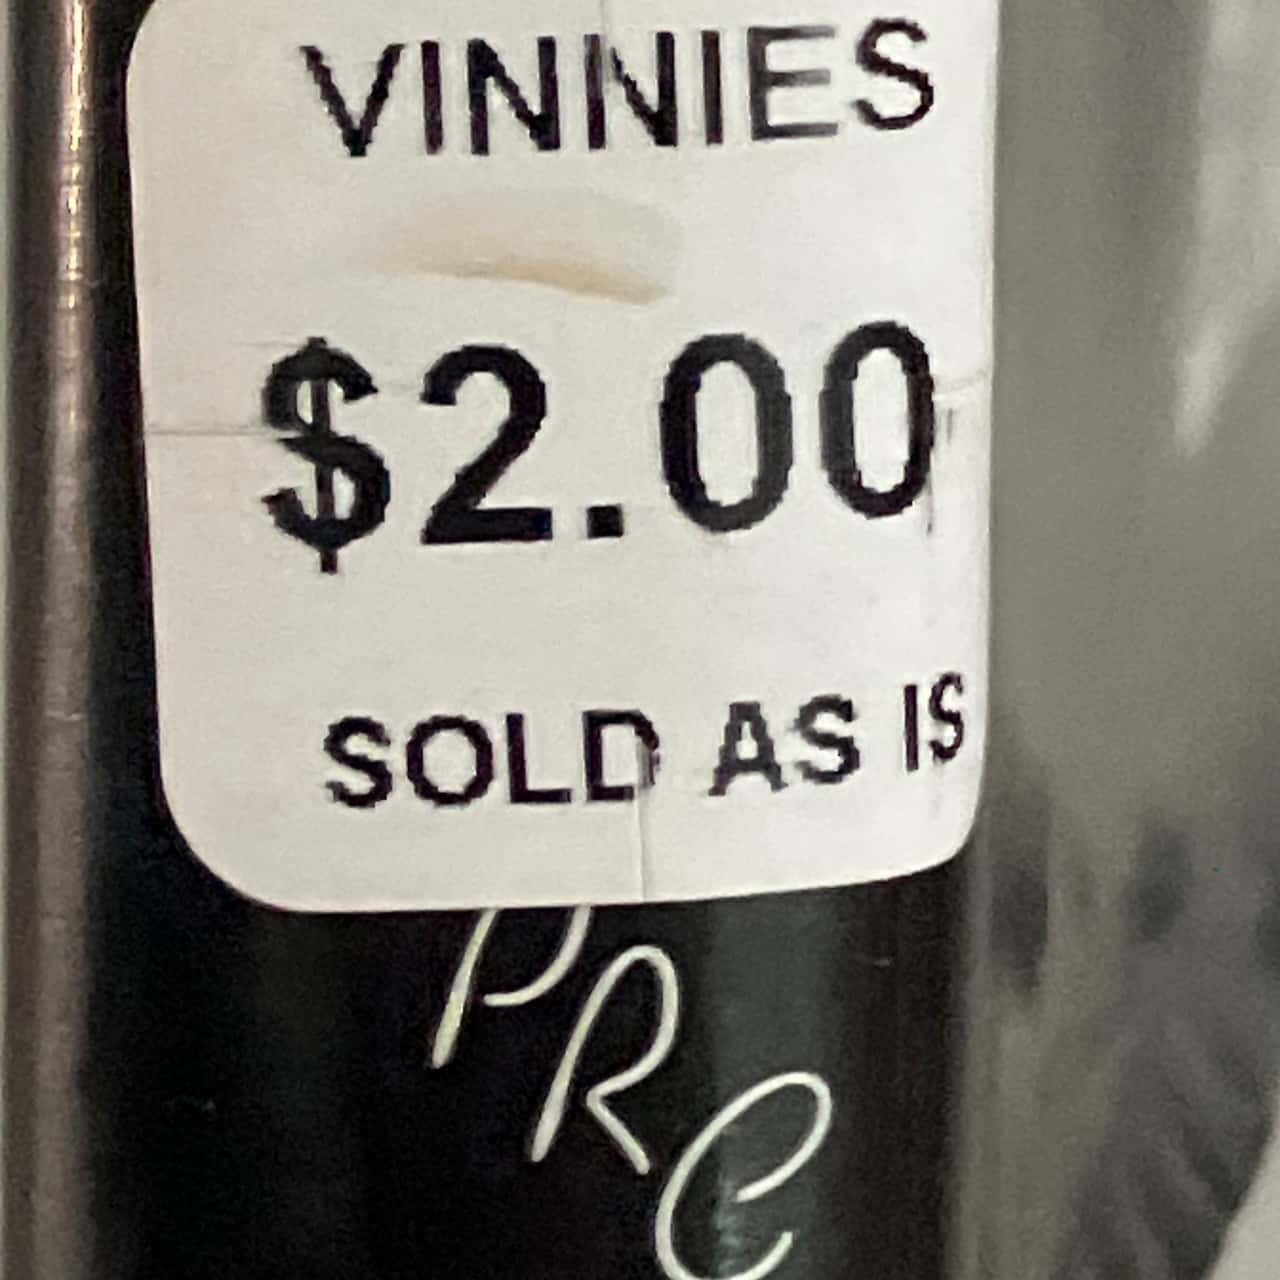 VINNIES
$2.00
SOLD AS IS
PRC